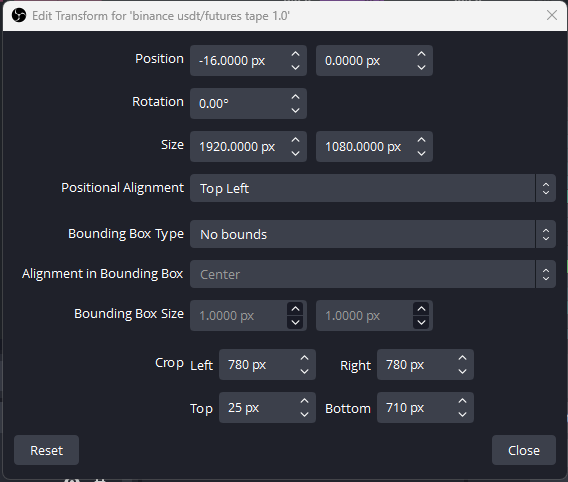 Edit Transform for 'binance usdt/futures tape 1.0'
Position -16.0000 px 0.0000 px
Rotation 0.00°
Size 1920.0000 px 1080.0000 px
Positional Alignment Top Left
Bounding Box Type No bounds
Alignment in Bounding Box Center
Bounding Box Size 1.0000 px 1.0000 px
Crop Left 780 px Right 780 px
Top 25 px Bottom 710 px
Reset Close